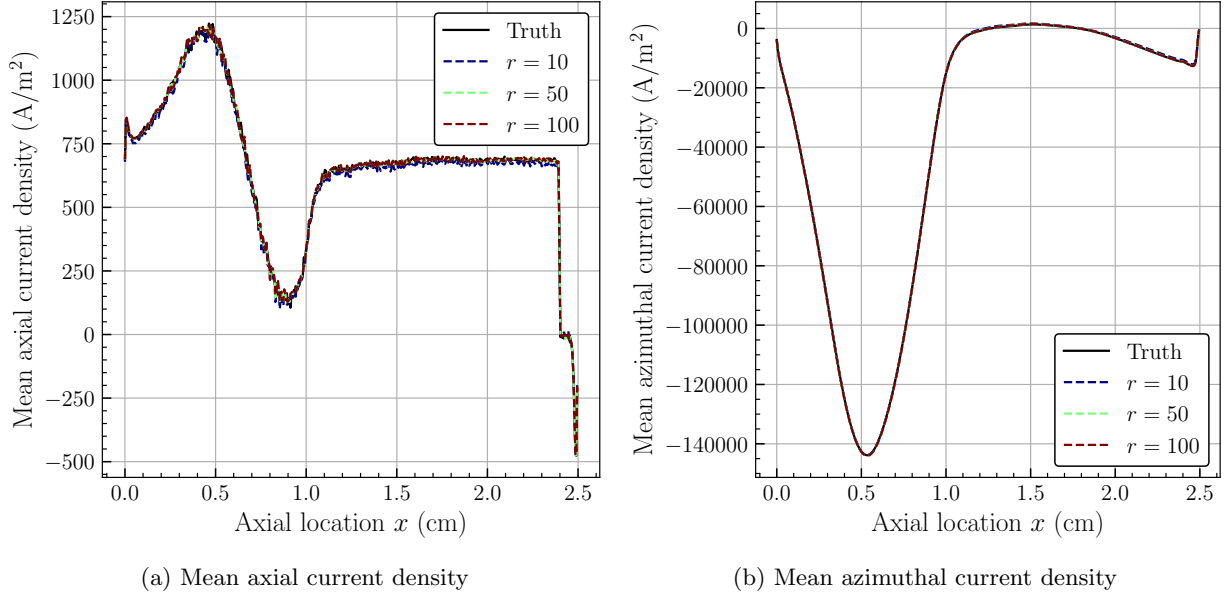 Mean axial current density (A/m²)
1250
1000
750
500
250
0
−250
−500
0.0 0.5 1.0 1.5 2.0 2.5
Axial location x (cm)
Truth
r = 10
r = 50
r = 100
(a) Mean axial current density
Mean azimuthal current density (A/m²)
0
−20000
−40000
−60000
−80000
−100000
−120000
−140000
0.0 0.5 1.0 1.5 2.0 2.5
Axial location x (cm)
Truth
r = 10
r = 50
r = 100
(b) Mean azimuthal current density